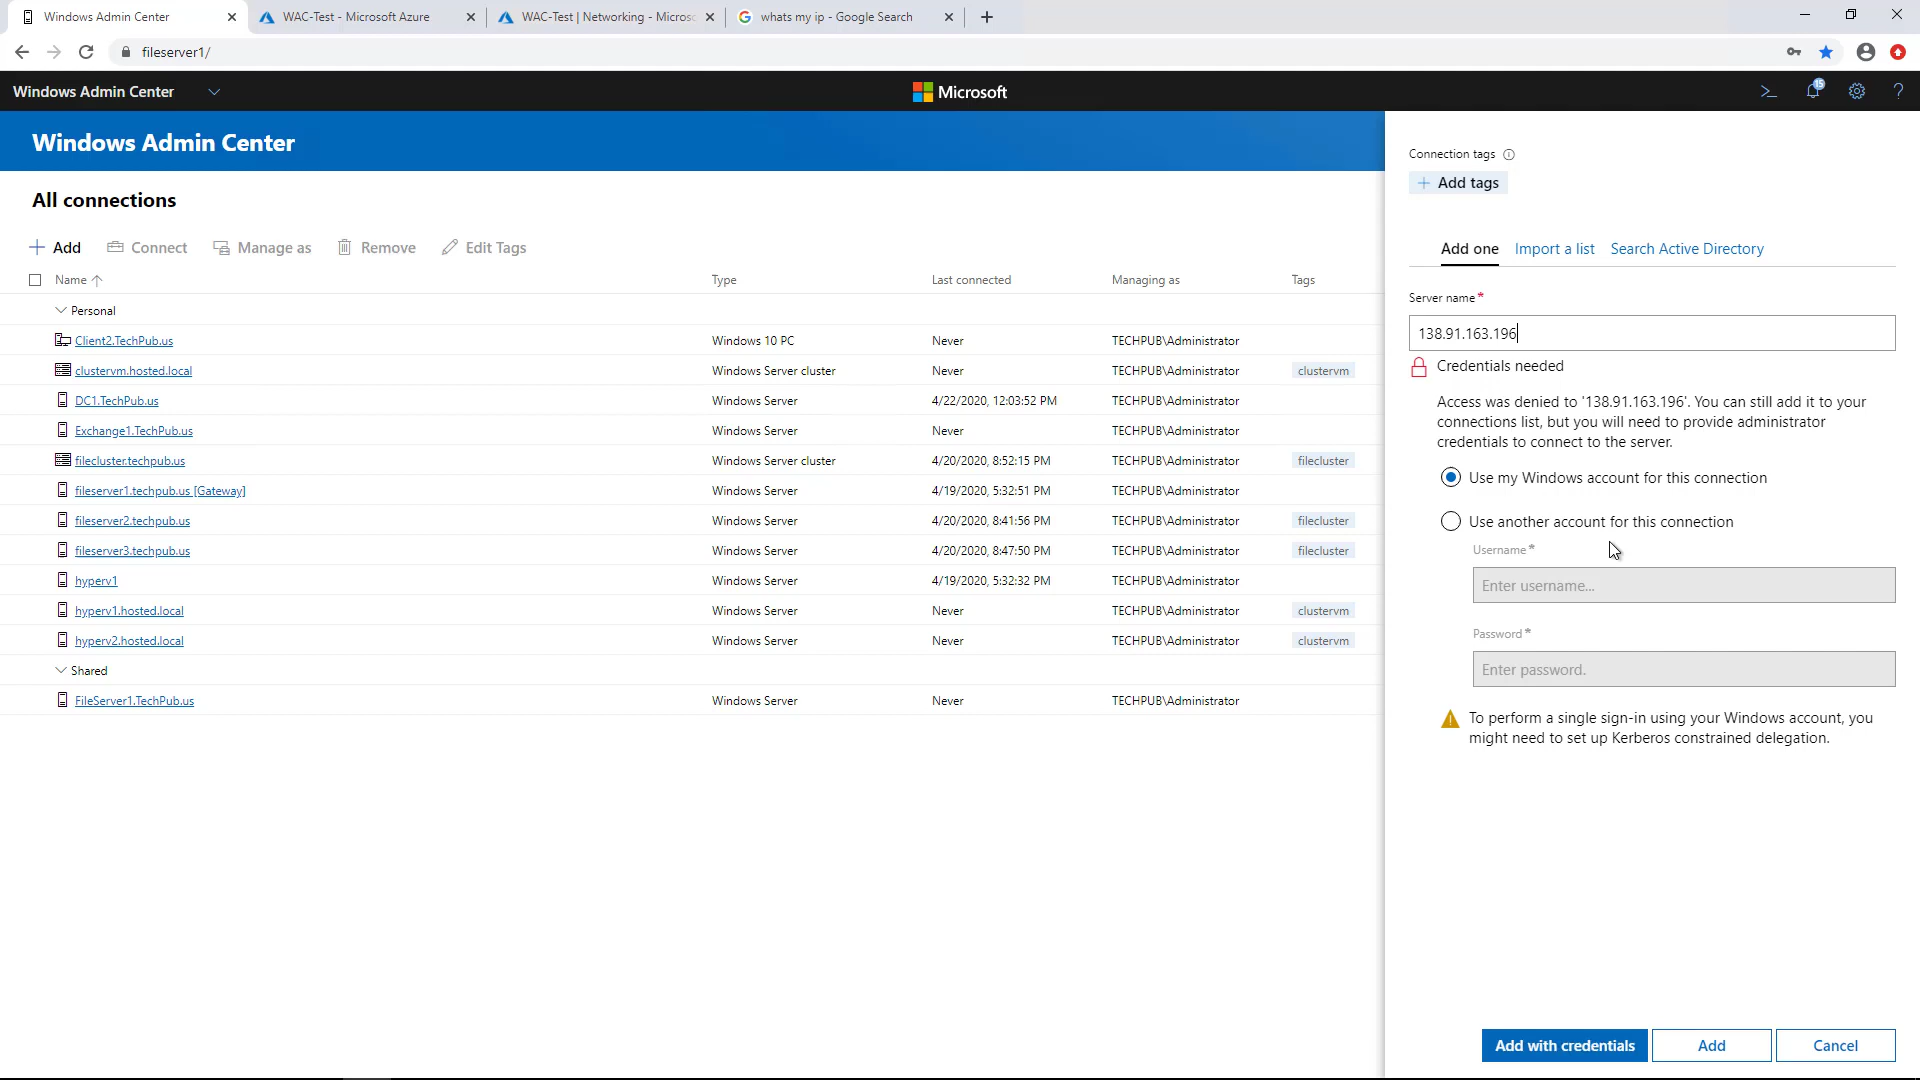 Windows Admin Center
WAC-Test - Microsoft Azure
WAC-Test | Networking - Micros
whats my ip - Google Search
fileserver1/
Windows Admin Center
Microsoft
15
Windows Admin Center
All connections
Add Connect Manage as Remove Edit Tags
Name Type Last connected Managing as Tags
Personal
Client2.TechPub.us Windows 10 PC Never TECHPUB\Administrator
clustervm.hosted.local Windows Server cluster Never TECHPUB\Administrator clustervm
DC1.TechPub.us Windows Server 4/22/2020, 12:03:52 PM TECHPUB\Administrator
Exchange1.TechPub.us Windows Server Never TECHPUB\Administrator
filecluster.techpub.us Windows Server cluster 4/20/2020, 8:52:15 PM TECHPUB\Administrator filecluster
fileserver1.techpub.us [Gateway] Windows Server 4/19/2020, 5:32:51 PM TECHPUB\Administrator
fileserver2.techpub.us Windows Server 4/20/2020, 8:41:56 PM TECHPUB\Administrator filecluster
fileserver3.techpub.us Windows Server 4/20/2020, 8:47:50 PM TECHPUB\Administrator filecluster
hyperv1 Windows Server 4/19/2020, 5:32:32 PM TECHPUB\Administrator
hyperv1.hosted.local Windows Server Never TECHPUB\Administrator clustervm
hyperv2.hosted.local Windows Server Never TECHPUB\Administrator clustervm
Shared
FileServer1.TechPub.us Windows Server Never TECHPUB\Administrator
Connection tags
+ Add tags
Add one Import a list Search Active Directory
Server name*
138.91.163.196
Credentials needed
Access was denied to '138.91.163.196'. You can still add it to your
connections list, but you will need to provide administrator
credentials to connect to the server.
Use my Windows account for this connection
Use another account for this connection
Username*
Enter username...
Password*
Enter password.
To perform a single sign-in using your Windows account, you
might need to set up Kerberos constrained delegation.
Add with credentials Add Cancel